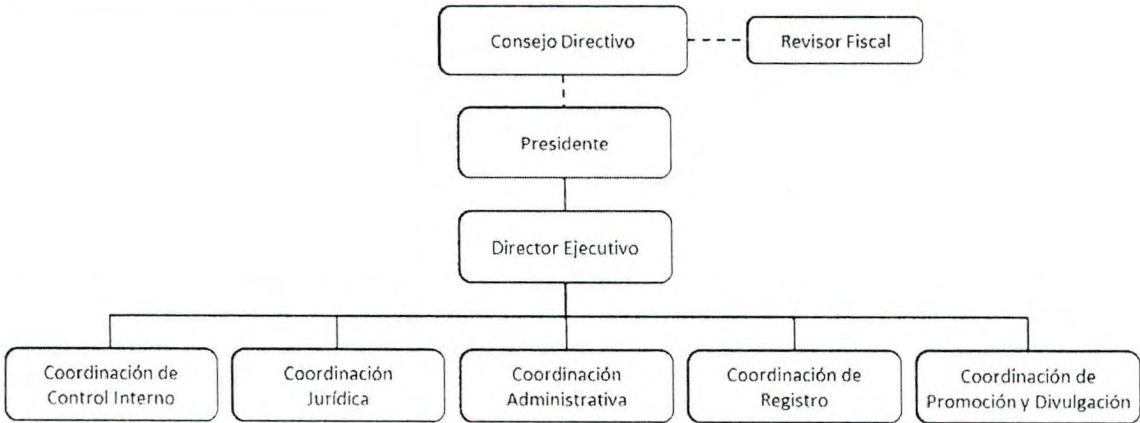 Consejo Directivo
Revisor Fiscal
Presidente
Director Ejecutivo
Coordinación de
Control Interno
Coordinación
Jurídica
Coordinación
Administrativa
Coordinación de
Registro
Coordinación de
Promoción y Divulgación